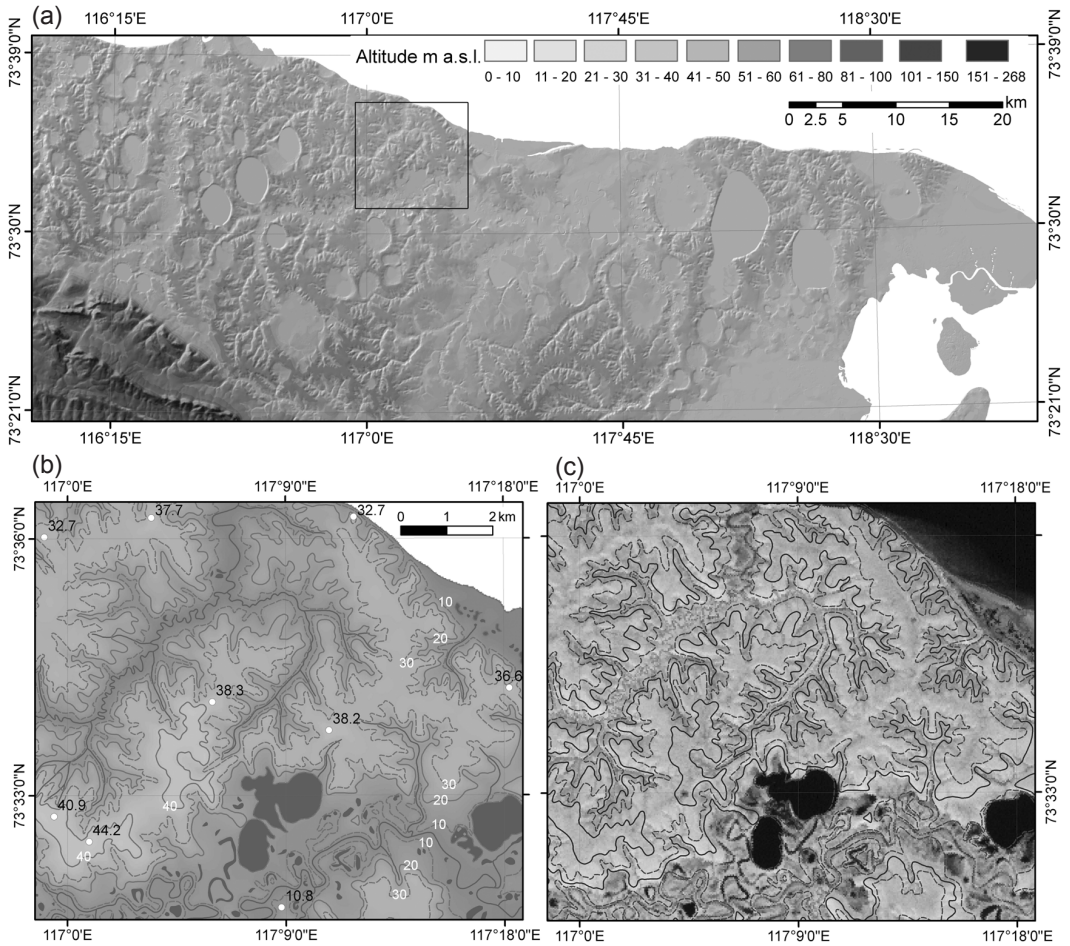 (a)
116°15'E 117°0'E 117°45'E 118°30'E
73°39'0"N 73°39'0"N
Altitude m a.s.l.
0 - 10 11 - 20 21 - 30 31 - 40 41 - 50 51 - 60 61 - 80 81 - 100 101 - 150 151 - 268
km
0 2.5 5 10 15 20
73°30'N 73°30'N
73°21'0"N 73°21'0"N
116°15'E 117°0'E 117°45'E 118°30'E
(b)
117°0'E 117°9'0"E 117°18'0"E
32.7 37.7 32.7
0 1 2 km
73°36'0"N
10
20
30
36.6
38.3
38.2
30
40 20
73°33'0"N
40.9
10
44.2 10
40 20
30
10.8
117°0'E 117°9'0"E 117°18'0"E
(c)
117°0'E 117°9'0"E 117°18'0"E
73°36'0"N
73°33'0"N
117°0'E 117°9'0"E 117°18'0"E